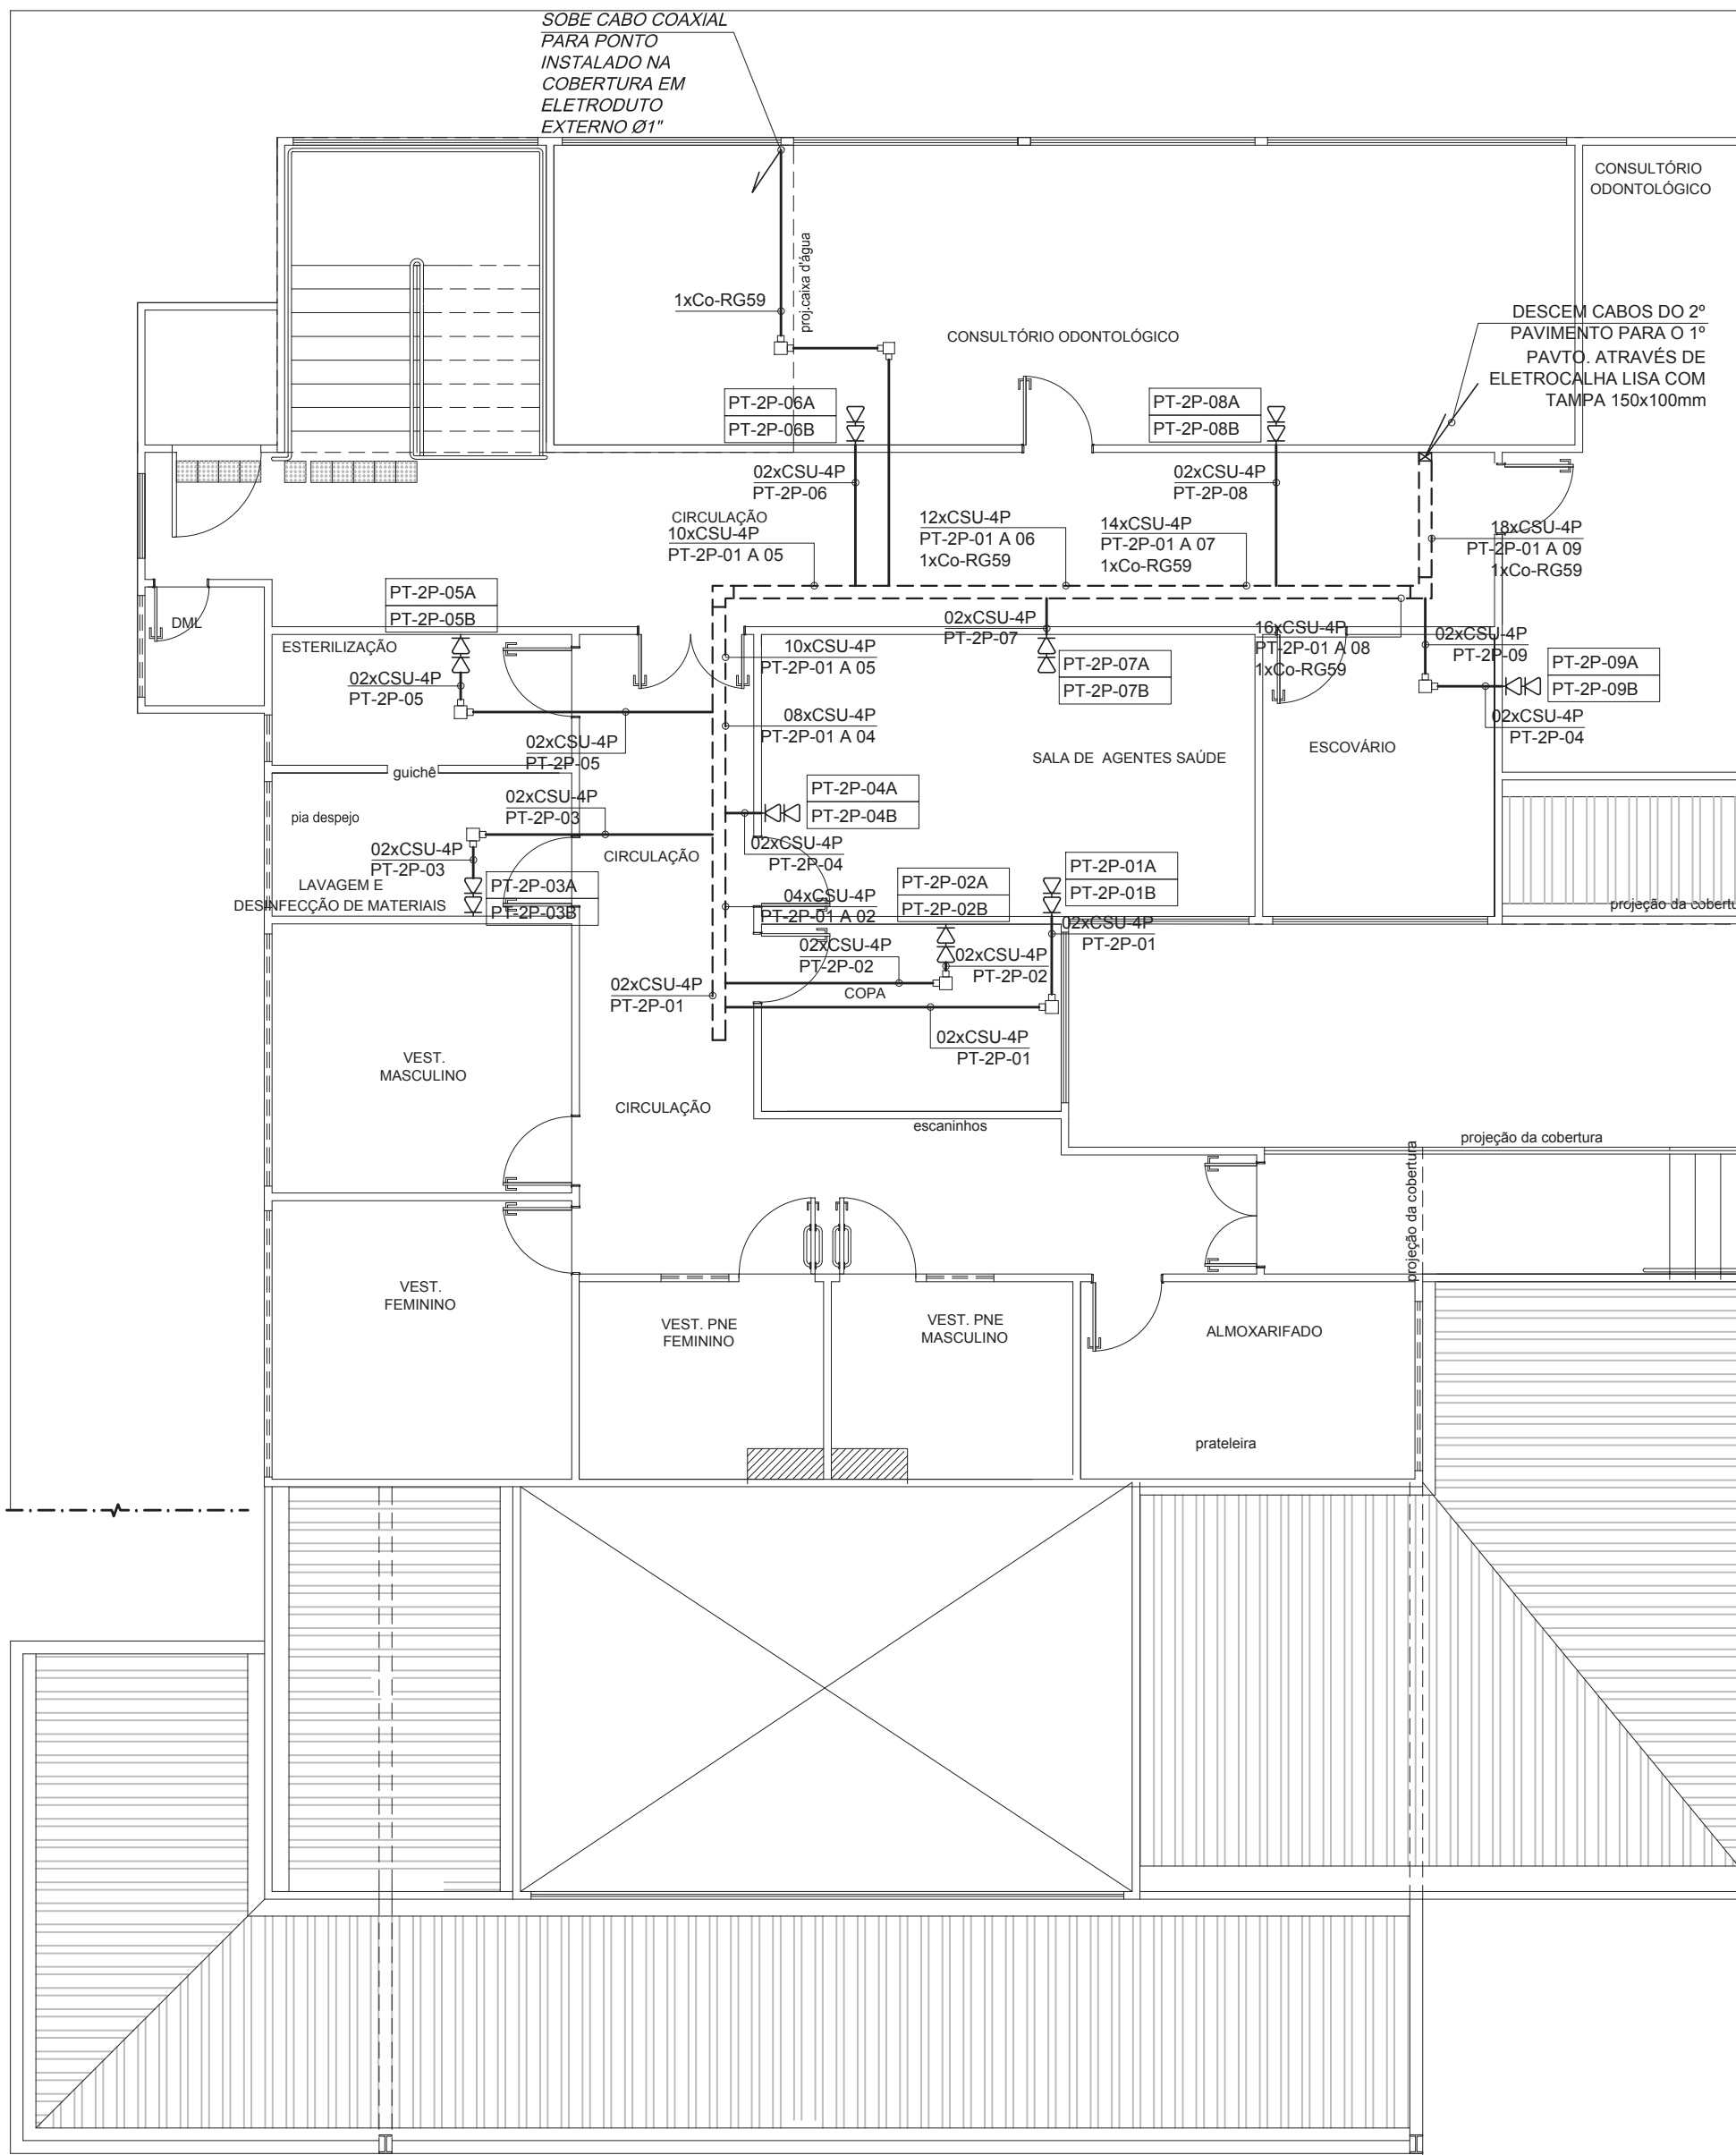 SOBE CABO COAXIAL
PARA PONTO
INSTALADO NA
COBERTURA EM
ELETRODUTO
EXTERNO Ø1"
CONSULTÓRIO
ODONTOLÓGICO
proj.caixa d'água
1xCo-RG59
CONSULTÓRIO ODONTOLÓGICO
DESCEM CABOS DO 2º
PAVIMENTO PARA O 1º
PAVTO. ATRAVÉS DE
ELETROCALHA LISA COM
TAMPA 150x100mm
PT-2P-06A
PT-2P-06B
PT-2P-08A
PT-2P-08B
02xCSU-4P
PT-2P-06
02xCSU-4P
PT-2P-08
CIRCULAÇÃO
10xCSU-4P
PT-2P-01 A 05
12xCSU-4P
PT-2P-01 A 06
1xCo-RG59
14xCSU-4P
PT-2P-01 A 07
1xCo-RG59
18xCSU-4P
PT-2P-01 A 09
1xCo-RG59
PT-2P-05A
PT-2P-05B
DML
ESTERILIZAÇÃO
02xCSU-4P
PT-2P-05
02xCSU-4P
PT-2P-05
10xCSU-4P
PT-2P-01 A 05
02xCSU-4P
PT-2P-07
PT-2P-07A
PT-2P-07B
16xCSU-4P
PT-2P-01 A 08
1xCo-RG59
02xCSU-4P
PT-2P-09
PT-2P-09A
PT-2P-09B
02xCSU-4P
PT-2P-04
08xCSU-4P
PT-2P-01 A 04
SALA DE AGENTES SAÚDE
ESCOVÁRIO
guichê
PT-2P-04A
PT-2P-04B
pia despejo
02xCSU-4P
PT-2P-03
02xCSU-4P
PT-2P-03
CIRCULAÇÃO
02xCSU-4P
PT-2P-04
LAVAGEM E
DESINFECÇÃO DE MATERIAIS
PT-2P-03A
PT-2P-03B
04xCSU-4P
PT-2P-01 A 02
PT-2P-02A
PT-2P-02B
PT-2P-01A
PT-2P-01B
projeção da cobertu
02xCSU-4P
PT-2P-01
02xCSU-4P
PT-2P-02
02xCSU-4P
PT-2P-02
02xCSU-4P
PT-2P-01
COPA
02xCSU-4P
PT-2P-01
VEST.
MASCULINO
CIRCULAÇÃO
escaninhos
projeção da cobertura
projeção da cobertura
VEST.
FEMININO
VEST. PNE
FEMININO
VEST. PNE
MASCULINO
ALMOXARIFADO
prateleira